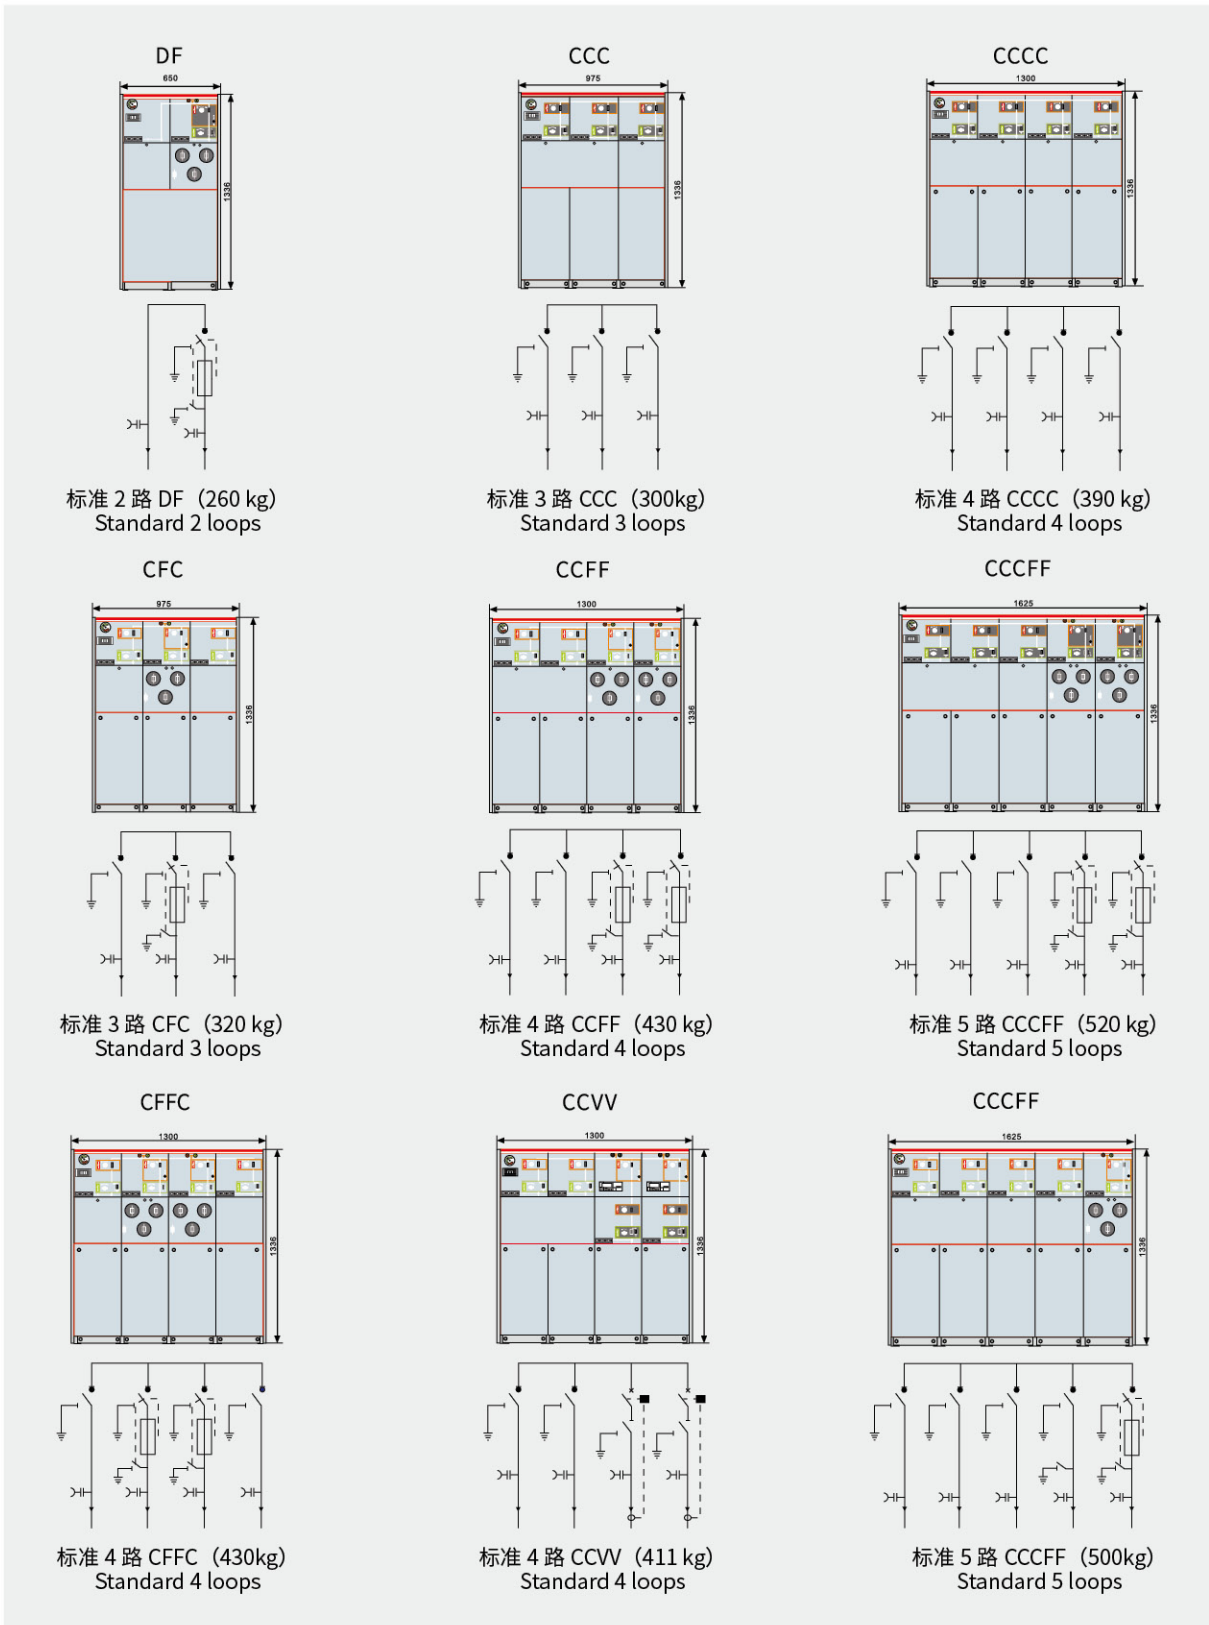 DF
650
1336
标准 2 路 DF（260 kg）
Standard 2 loops
CCC
975
1336
标准 3 路 CCC（300kg）
Standard 3 loops
CCCC
1300
1336
标准 4 路 CCCC（390 kg）
Standard 4 loops
CFC
975
1336
标准 3 路 CFC（320 kg）
Standard 3 loops
CCFF
1300
1336
标准 4 路 CCFF（430 kg）
Standard 4 loops
CCCFF
1625
1336
标准 5 路 CCCFF（520 kg）
Standard 5 loops
CFFC
1300
1336
标准 4 路 CFFC（430kg）
Standard 4 loops
CCVV
1300
1336
标准 4 路 CCVV（411 kg）
Standard 4 loops
CCCFF
1625
1336
标准 5 路 CCCFF（500kg）
Standard 5 loops